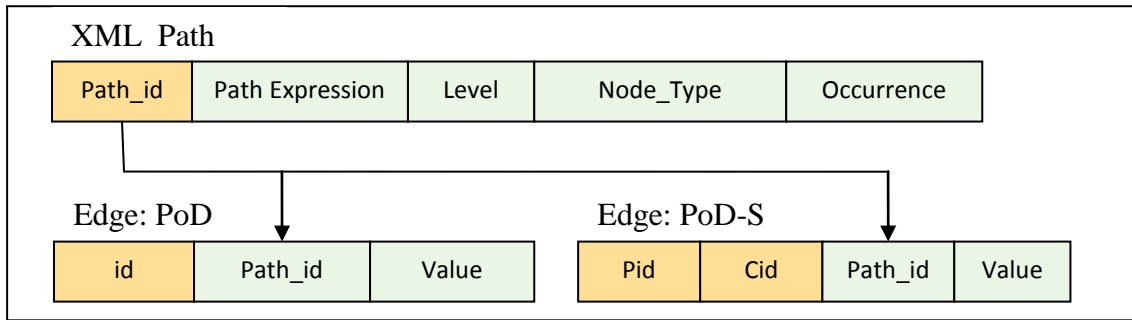 XML Path
Path_id Path Expression Level Node_Type Occurrence
Edge: PoD Edge: PoD-S
id Path_id Value Pid Cid Path_id Value